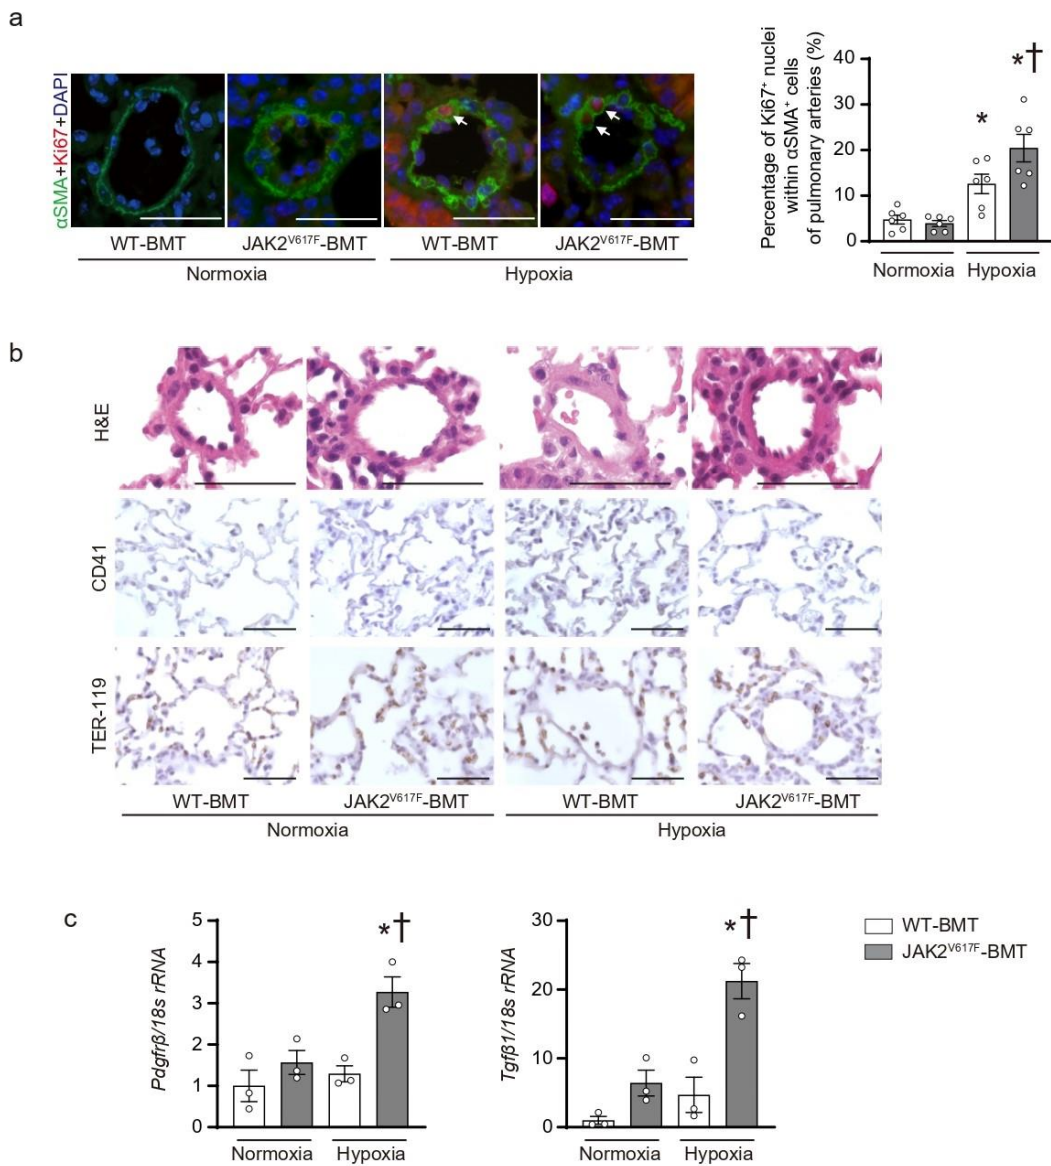 a
αSMA+Ki67+DAPI
WT-BMT JAK2V617F-BMT WT-BMT JAK2V617F-BMT
Normoxia Hypoxia
Percentage of Ki67+ nuclei
within αSMA+ cells
of pulmonary arteries (%)
40
30
20
10
0
*
*†
Normoxia Hypoxia
b
H&E
CD41
TER-119
WT-BMT JAK2V617F-BMT WT-BMT JAK2V617F-BMT
Normoxia Hypoxia
c
Pdgfrβ/18s rRNA
5
4
3
2
1
0
*†
Normoxia Hypoxia
Tgfβ1/18s rRNA
30
20
10
0
*†
Normoxia Hypoxia
WT-BMT
JAK2V617F-BMT